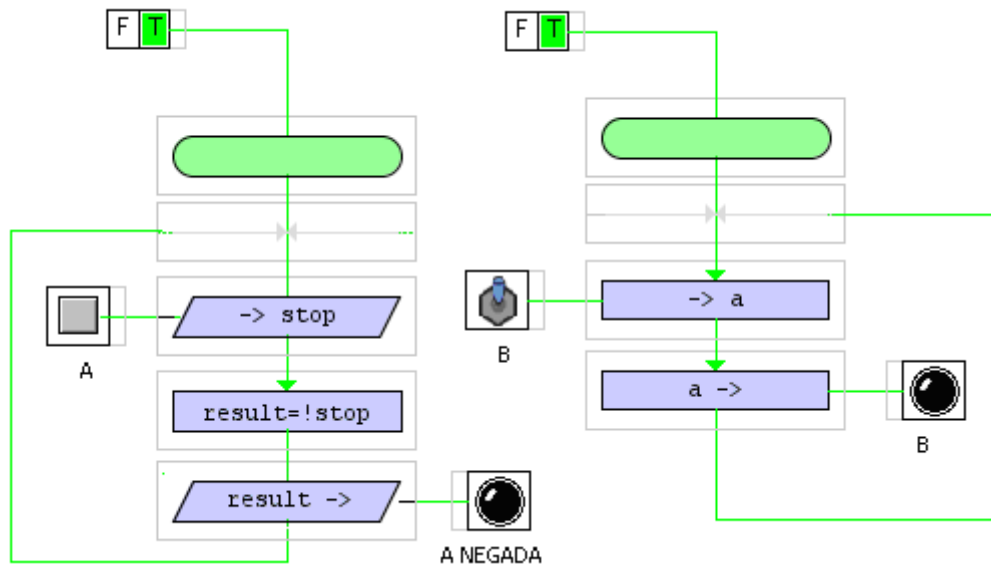 F T
-> stop
A
result=!stop
result ->
A NEGADA
F T
-> a
B
a ->
B